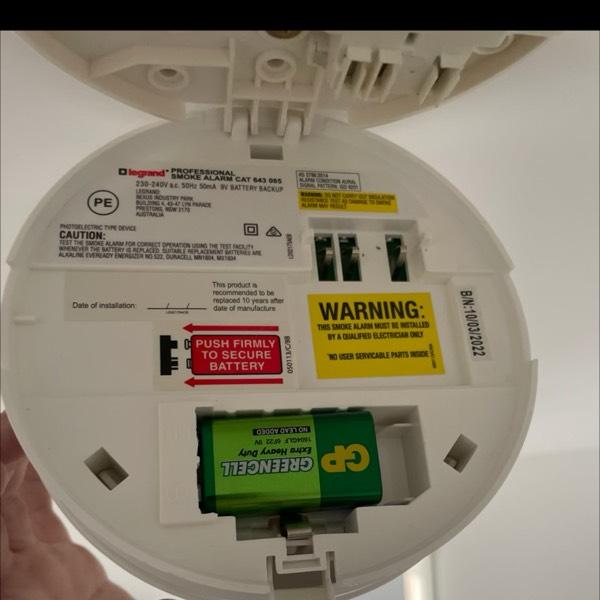 legrand® PROFESSIONAL
SMOKE ALARM CAT 643 085
230-240V a.c. 50Hz 50mA 9V BATTERY BACKUP
LEGRAND:
NEXUS INDUSTRY PARK
BUILDING 4, 43-47 LYN PARADE
PRESTONS, NSW 2170
AUSTRALIA
PE
PHOTOELECTRIC TYPE DEVICE
CAUTION:
TEST THE SMOKE ALARM FOR CORRECT OPERATION USING THE TEST FACILITY
WHENEVER THE BATTERY IS REPLACED. SUITABLE REPLACEMENT BATTERIES ARE
ALKALINE EVEREADY ENERGIZER NO.522, DURACELL MN1604, MX1604
AS 3786:2014
ALARM CONDITION AURAL
SIGNAL PATTERN: ISO 8201
WARNING: DO NOT CARRY OUT INSULATION
RESISTANCE TEST AS DAMAGE TO SMOKE
ALARM MAY RESULT
Date of installation:
This product is
recommended to be
replaced 10 years after
date of manufacture
PUSH FIRMLY
TO SECURE
BATTERY
050113/C/BB
WARNING:
THIS SMOKE ALARM MUST BE INSTALLED
BY A QUALIFIED ELECTRICIAN ONLY
*NO USER SERVICABLE PARTS INSIDE
B/N:10/03/2022
GP
GREENCELL
Extra Heavy Duty
1604GLF 6F22 9V
NO LEAD ADDED